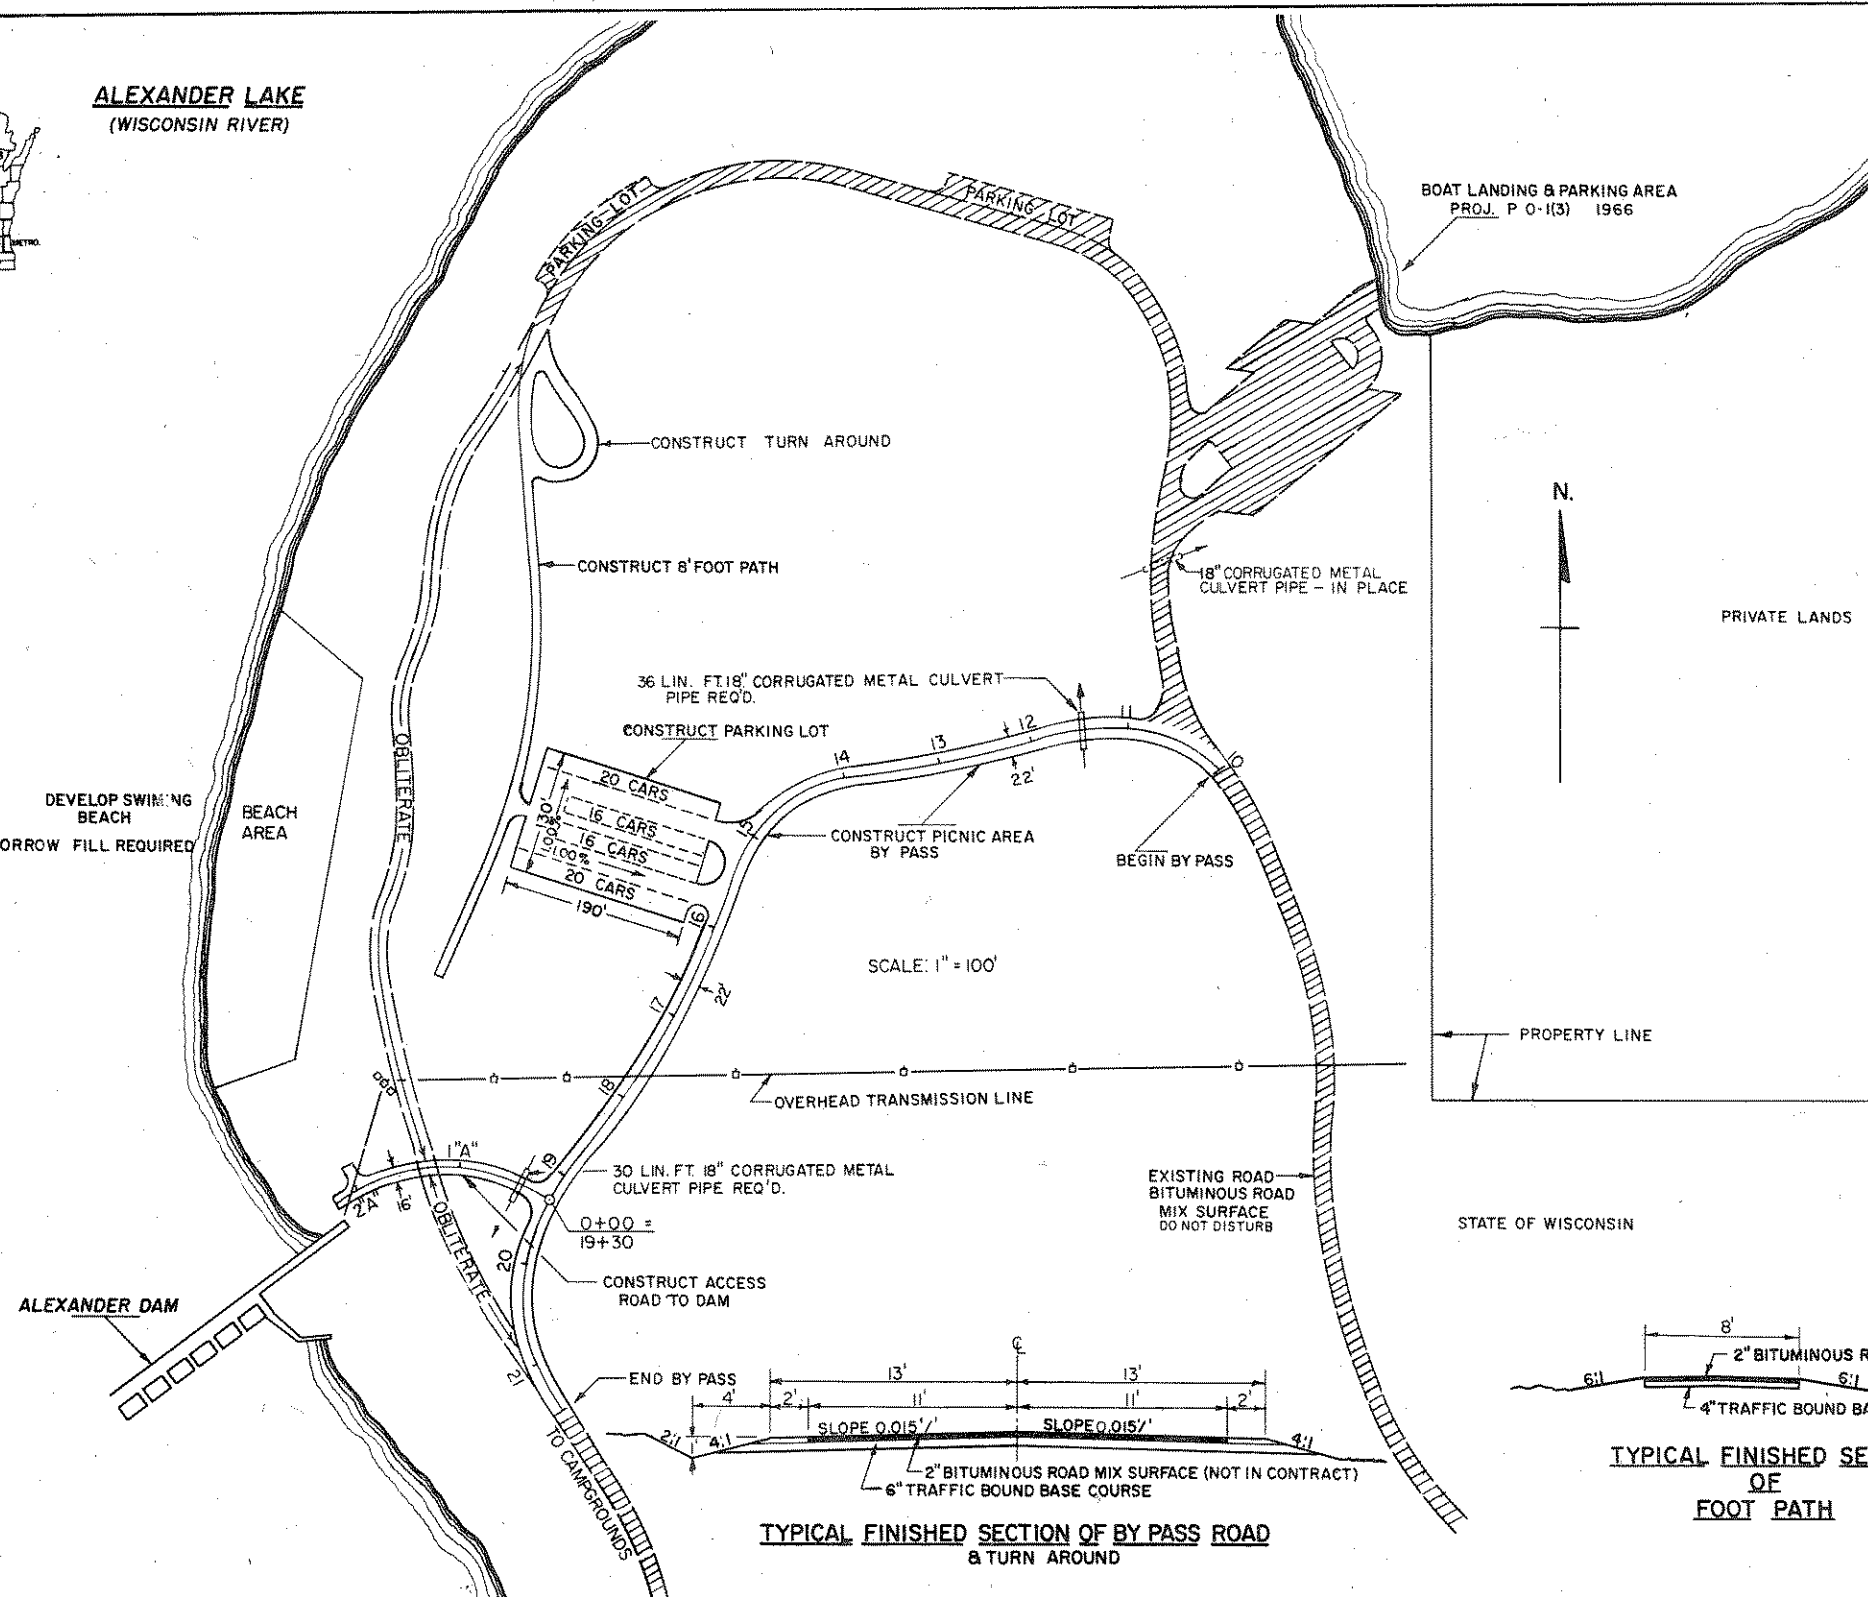 ALEXANDER LAKE
(WISCONSIN RIVER)
METRO.
PARKING LOT
PARKING LOT
BOAT LANDING & PARKING AREA
PROJ. P 0-1(3) 1966
CONSTRUCT TURN AROUND
N.
CONSTRUCT 8' FOOT PATH
18" CORRUGATED METAL
CULVERT PIPE - IN PLACE
PRIVATE LANDS
36 LIN. FT. 18" CORRUGATED METAL CULVERT
PIPE REQ'D.
CONSTRUCT PARKING LOT
OBLITERATE
10
11
12
13
14
15
22'
20 CARS
16 CARS
16 CARS
20 CARS
130'
1.00%
190'
DEVELOP SWIMING
BEACH
ORROW FILL REQUIRED
BEACH
AREA
CONSTRUCT PICNIC AREA
BY PASS
BEGIN BY PASS
16
SCALE: 1" = 100'
17
22'
PROPERTY LINE
18
OVERHEAD TRANSMISSION LINE
1"A"
2"A"
16'
19
30 LIN. FT. 18" CORRUGATED METAL
CULVERT PIPE REQ'D.
OBLITERATE
0+00 =
19+30
20
CONSTRUCT ACCESS
ROAD TO DAM
EXISTING ROAD
BITUMINOUS ROAD
MIX SURFACE
DO NOT DISTURB
STATE OF WISCONSIN
ALEXANDER DAM
21
END BY PASS
TO CAMPGROUNDS
℄
13'
13'
4'
2'
11'
11'
2'
SLOPE 0.015'/'
SLOPE 0.015'/'
2:1
4:1
4:1
2" BITUMINOUS ROAD MIX SURFACE (NOT IN CONTRACT)
6" TRAFFIC BOUND BASE COURSE
TYPICAL FINISHED SECTION OF BY PASS ROAD
& TURN AROUND
8'
2" BITUMINOUS R
6:1
6:1
4" TRAFFIC BOUND BA
TYPICAL FINISHED SE
OF
FOOT PATH